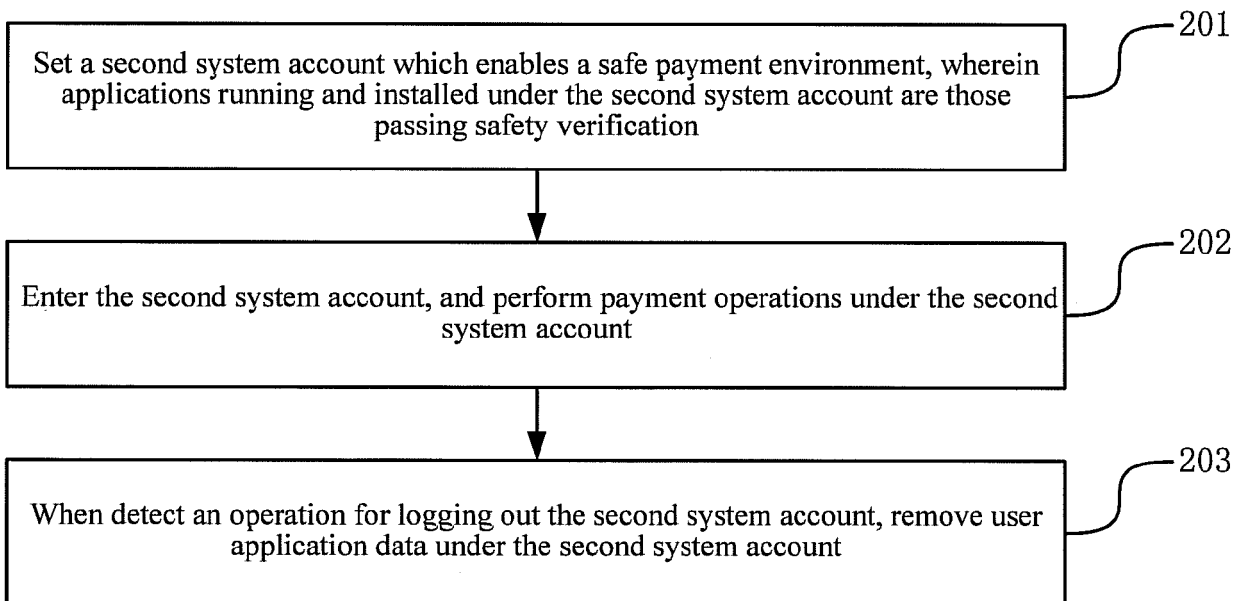 201
Set a second system account which enables a safe payment environment, wherein
applications running and installed under the second system account are those
passing safety verification
202
Enter the second system account, and perform payment operations under the second
system account
203
When detect an operation for logging out the second system account, remove user
application data under the second system account